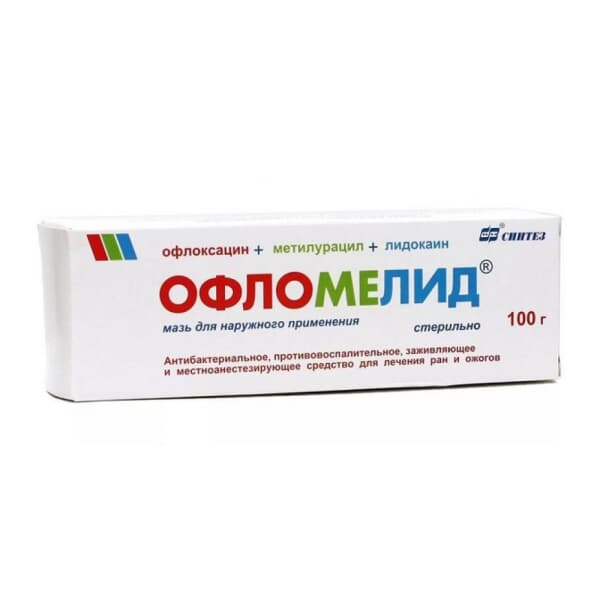 офлоксацин + метилурацил + лидокаин
СИНТЕЗ
ОФЛОМЕЛИД®
мазь для наружного применения стерильно 100 г
Антибактериальное, противовоспалительное, заживляющее
и местноанестезирующее средство для лечения ран и ожогов